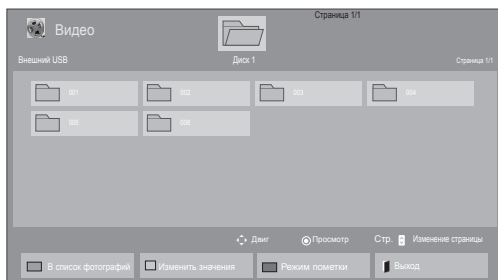 Страница 1/1
Видео
Внешний USB
Диск 1
Страница 1/1
001 002 003 004
005 006
Двиг Просмотр Стр. Изменение страницы
В список фотографий Изменить значения Режим пометки Выход